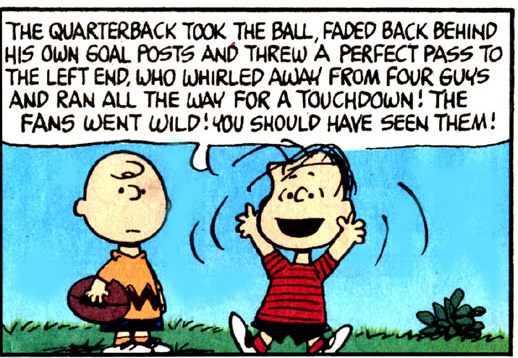 THE QUARTERBACK TOOK THE BALL, FADED BACK BEHIND
HIS OWN GOAL POSTS AND THREW A PERFECT PASS TO
THE LEFT END, WHO WHIRLED AWAY FROM FOUR GUYS
AND RAN ALL THE WAY FOR A TOUCHDOWN! THE
FANS WENT WILD! YOU SHOULD HAVE SEEN THEM!